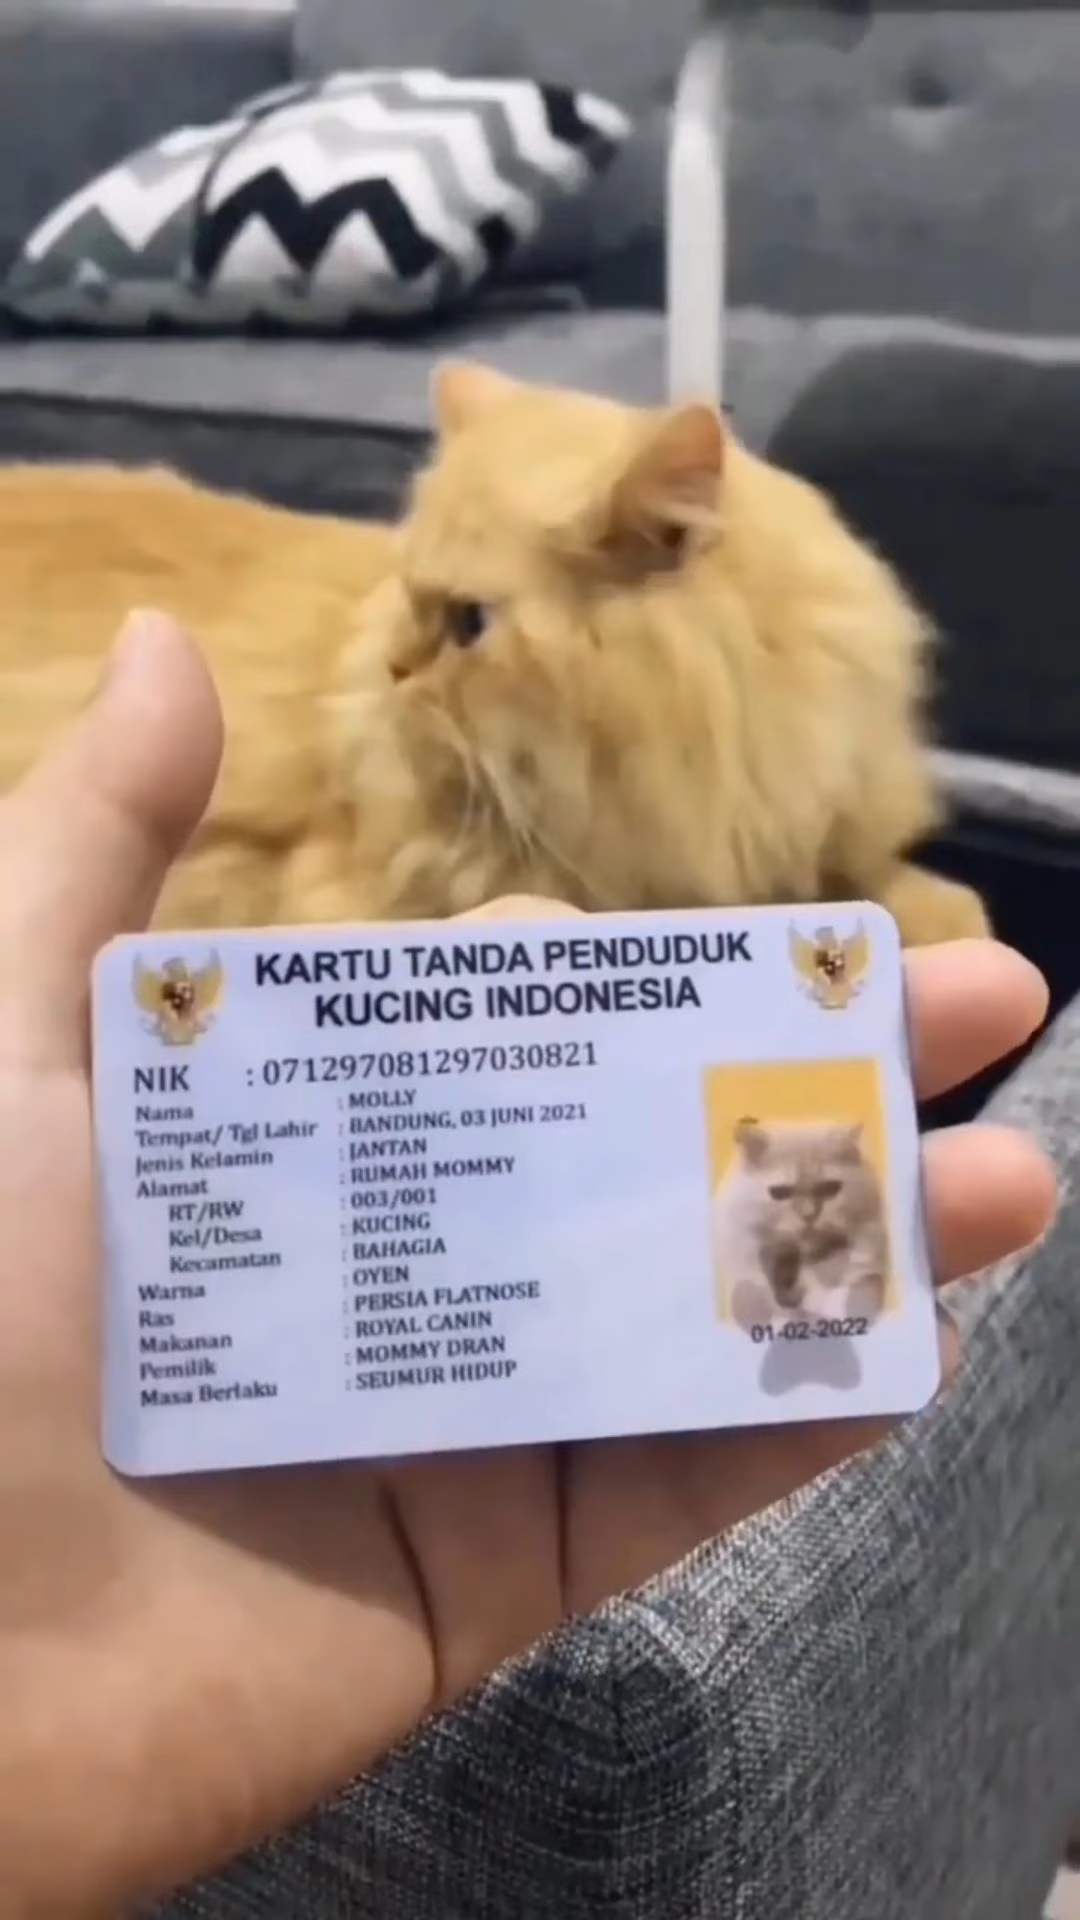 KARTU TANDA PENDUDUK
KUCING INDONESIA
NIK : 071297081297030821
Nama : MOLLY
Tempat/ Tgl Lahir : BANDUNG, 03 JUNI 2021
Jenis Kelamin : JANTAN
Alamat : RUMAH MOMMY
RT/RW : 003/001
Kel/Desa : KUCING
Kecamatan : BAHAGIA
Warna : OYEN
Ras : PERSIA FLATNOSE
Makanan : ROYAL CANIN
Pemilik : MOMMY DRAN
Masa Berlaku : SEUMUR HIDUP
01-02-2022